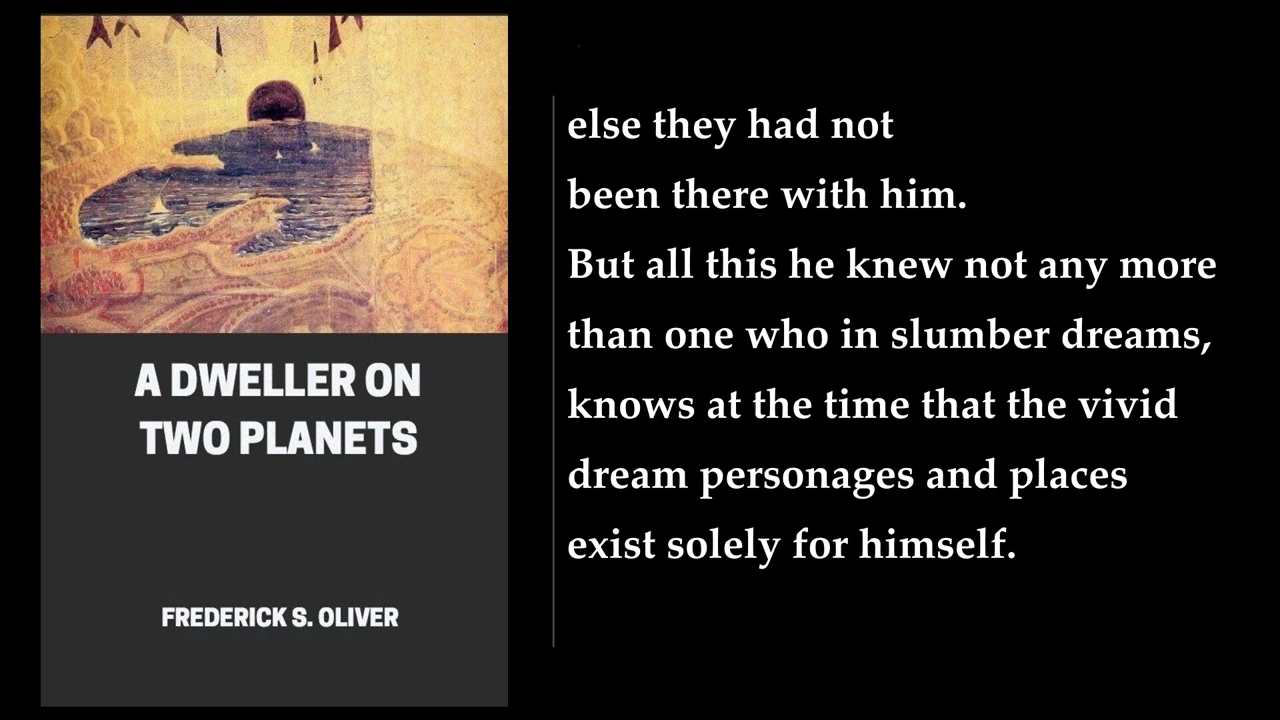 A DWELLER ON
TWO PLANETS
FREDERICK S. OLIVER
else they had not
been there with him.
But all this he knew not any more
than one who in slumber dreams,
knows at the time that the vivid
dream personages and places
exist solely for himself.